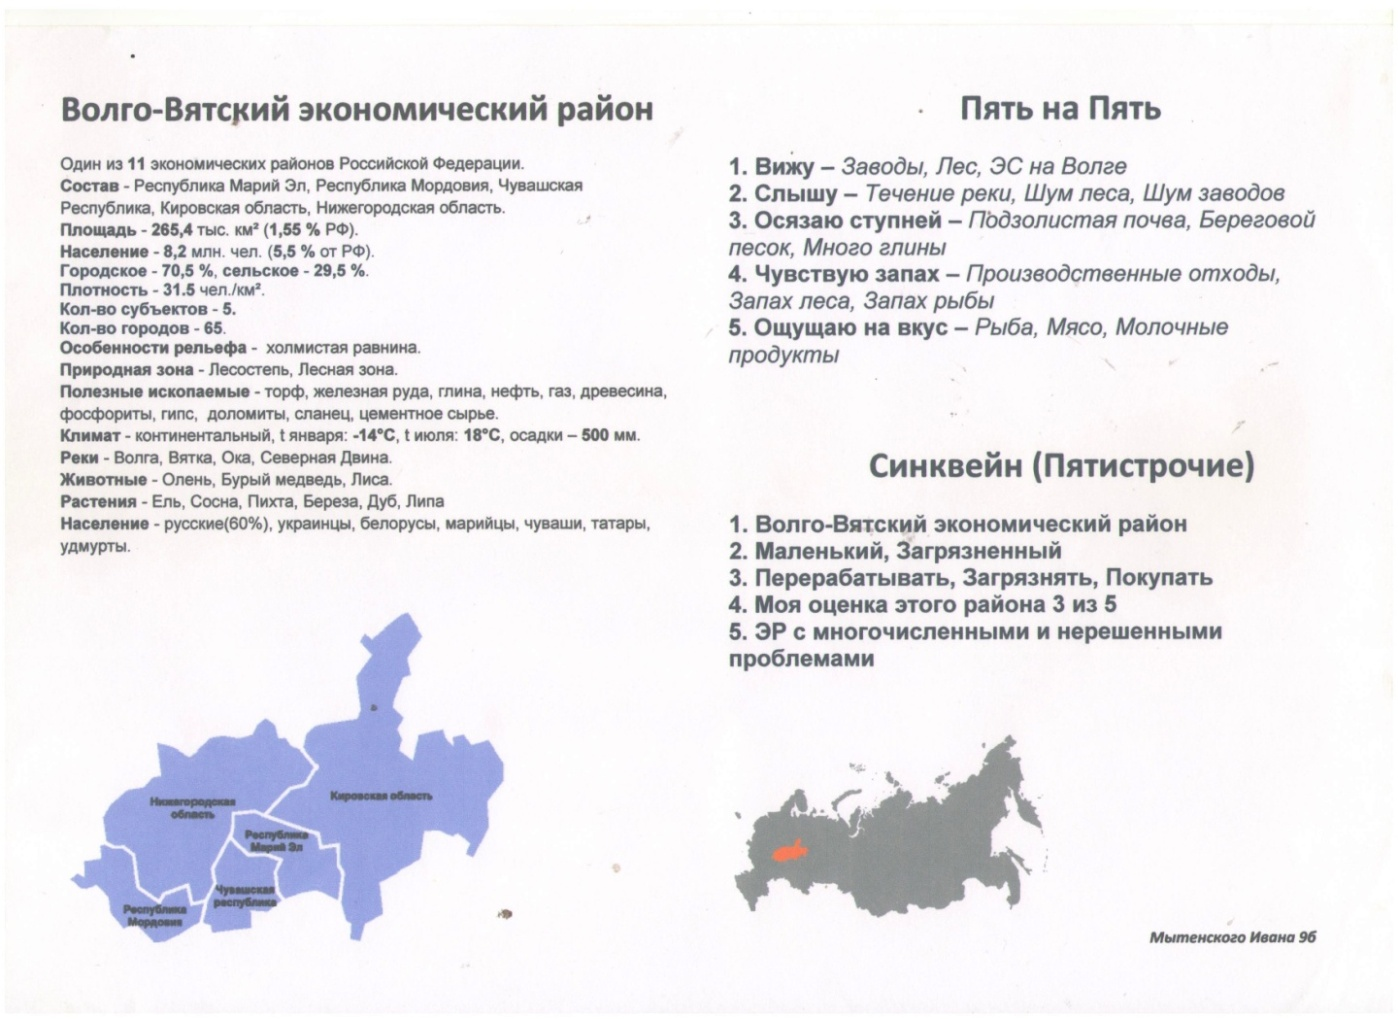 Волго-Вятский экономический район
Один из 11 экономических районов Российской Федерации.
Состав - Республика Марий Эл, Республика Мордовия, Чувашская
Республика, Кировская область, Нижегородская область.
Площадь - 265,4 тыс. км² (1,55 % РФ).
Население - 8,2 млн. чел. (5,5 % от РФ).
Городское - 70,5 %, сельское - 29,5 %.
Плотность - 31.5 чел./км².
Кол-во субъектов - 5.
Кол-во городов - 65.
Особенности рельефа - холмистая равнина.
Природная зона - Лесостепь, Лесная зона.
Полезные ископаемые - торф, железная руда, глина, нефть, газ, древесина,
фосфориты, гипс, доломиты, сланец, цементное сырье.
Климат - континентальный, t января: -14°С, t июля: 18°С, осадки – 500 мм.
Реки - Волга, Вятка, Ока, Северная Двина.
Животные - Олень, Бурый медведь, Лиса.
Растения - Ель, Сосна, Пихта, Береза, Дуб, Липа
Население - русские(60%), украинцы, белорусы, марийцы, чуваши, татары,
удмурты.
Нижегородская
область
Кировская область
Республика
Марий Эл
Чувашская
республика
Республика
Мордовия
Пять на Пять
1. Вижу – Заводы, Лес, ЭС на Волге
2. Слышу – Течение реки, Шум леса, Шум заводов
3. Осязаю ступней – Подзолистая почва, Береговой
песок, Много глины
4. Чувствую запах – Производственные отходы,
Запах леса, Запах рыбы
5. Ощущаю на вкус – Рыба, Мясо, Молочные
продукты
Синквейн (Пятистрочие)
1. Волго-Вятский экономический район
2. Маленький, Загрязненный
3. Перерабатывать, Загрязнять, Покупать
4. Моя оценка этого района 3 из 5
5. ЭР с многочисленными и нерешенными
проблемами
Мытенского Ивана 9б